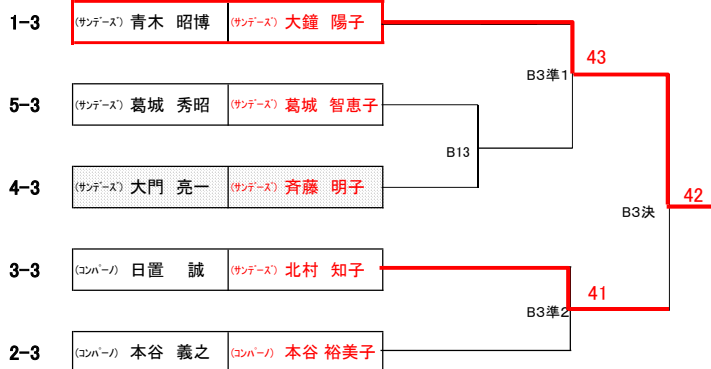 1-3 (ｻﾝﾃﾞｰｽﾞ) 青木 昭博 (ｻﾝﾃﾞｰｽﾞ) 大鐘 陽子
43
B3準1
5-3 (ｻﾝﾃﾞｰｽﾞ) 葛城 秀昭 (ｻﾝﾃﾞｰｽﾞ) 葛城 智恵子
B13
4-3 (ｻﾝﾃﾞｰｽﾞ) 大門 亮一 (ｻﾝﾃﾞｰｽﾞ) 斉藤 明子
42
B3決
3-3 (ｺﾝパｰﾉ) 日置 誠 (ｻﾝﾃﾞｰｽﾞ) 北村 知子
41
B3準2
2-3 (ｺﾝﾊﾟｰﾉ) 本谷 義之 (ｺﾝﾊﾟｰﾉ) 本谷 裕美子